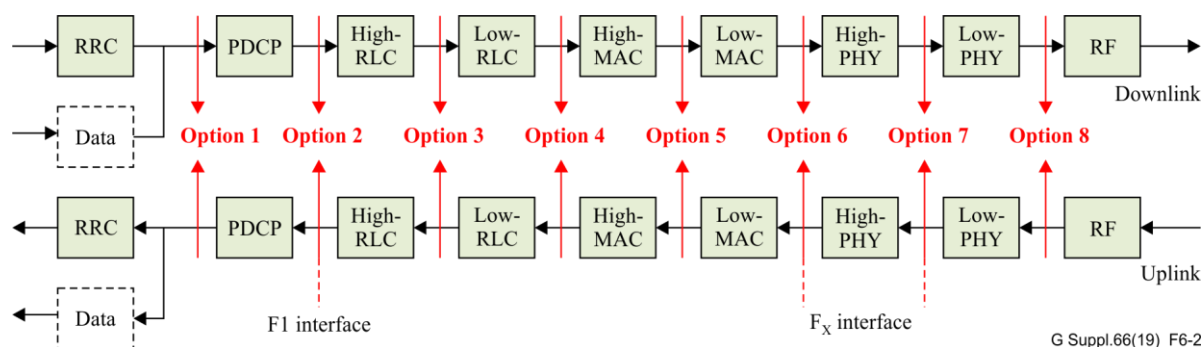 RRC
PDCP
High-
RLC
Low-
RLC
High-
MAC
Low-
MAC
High-
PHY
Low-
PHY
RF
Downlink
Data
Option 1
Option 2
Option 3
Option 4
Option 5
Option 6
Option 7
Option 8
RRC
PDCP
High-
RLC
Low-
RLC
High-
MAC
Low-
MAC
High-
PHY
Low-
PHY
RF
Uplink
Data
F1 interface
FX interface
G Suppl.66(19) F6-2